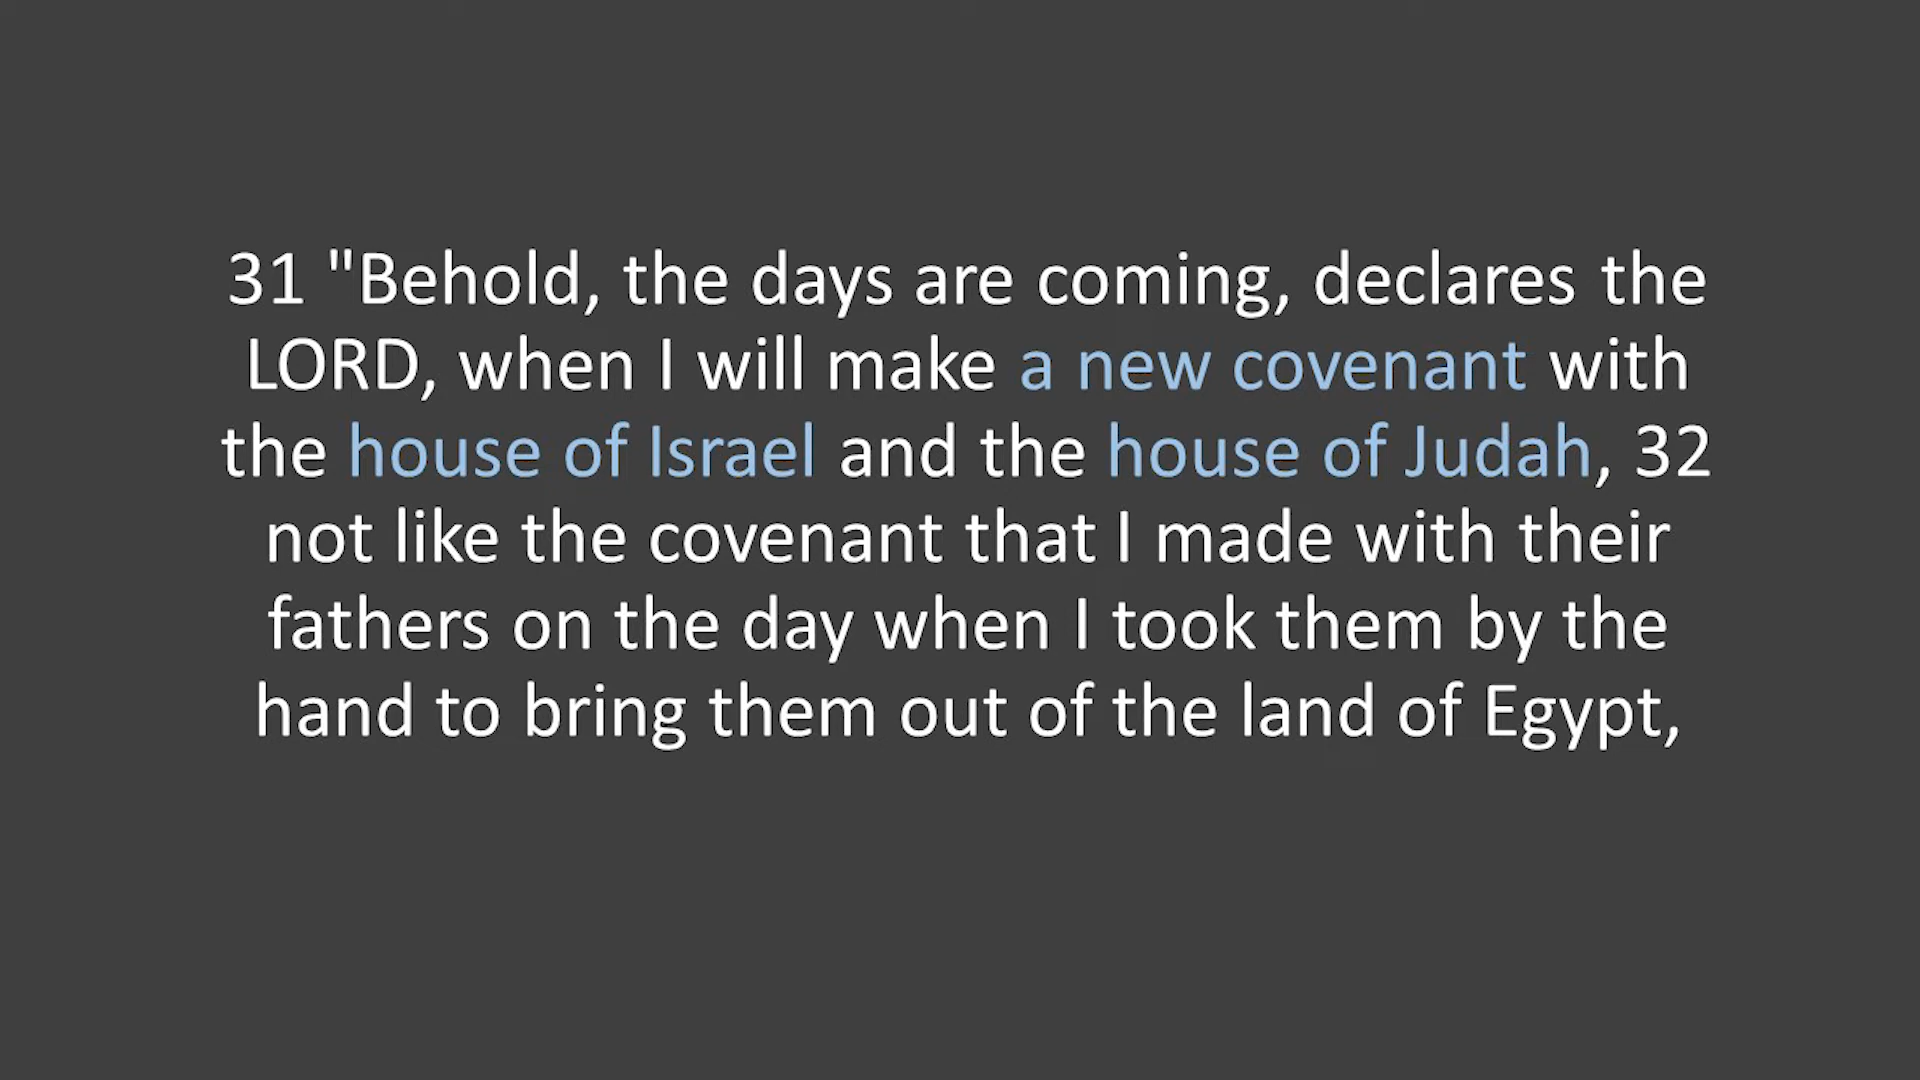 31 "Behold, the days are coming, declares the
LORD, when I will make a new covenant with
the house of Israel and the house of Judah, 32
not like the covenant that I made with their
fathers on the day when I took them by the
hand to bring them out of the land of Egypt,